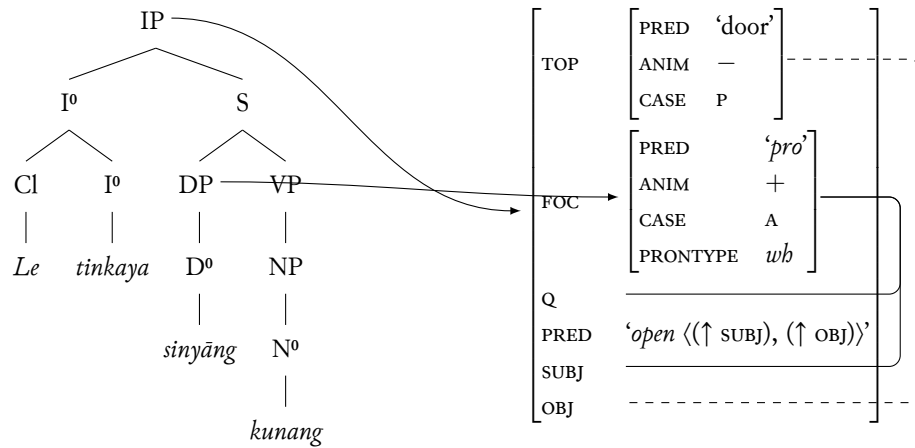 IP
I⁰ S
Cl I⁰ DP VP
Le tinkaya D⁰ NP
sinyāng N⁰
kunang
TOP
PRED ‘door’
ANIM −
CASE P
FOC
PRED ‘pro’
ANIM +
CASE A
PRONTYPE wh
Q
PRED ‘open ⟨(↑ SUBJ), (↑ OBJ)⟩’
SUBJ
OBJ